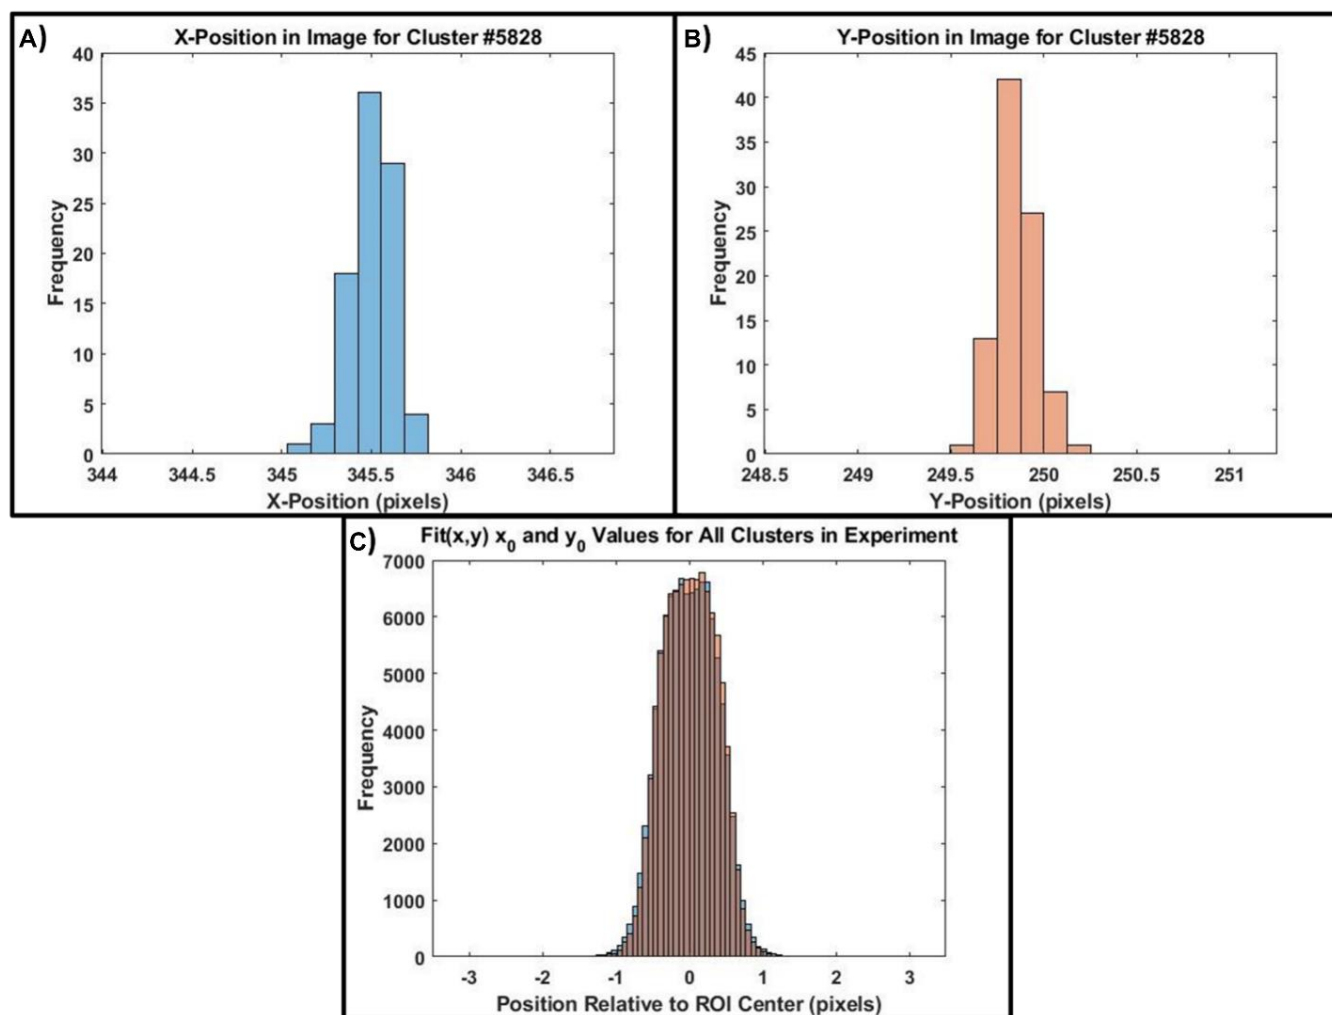 A)
X-Position in Image for Cluster #5828
40
35
30
25
20
15
10
5
0
Frequency
344 344.5 345 345.5 346 346.5
X-Position (pixels)
B)
Y-Position in Image for Cluster #5828
45
40
35
30
25
20
15
10
5
0
Frequency
248.5 249 249.5 250 250.5 251
Y-Position (pixels)
C)
Fit(x,y) x₀ and y₀ Values for All Clusters in Experiment
7000
6000
5000
4000
3000
2000
1000
0
Frequency
-3 -2 -1 0 1 2 3
Position Relative to ROI Center (pixels)